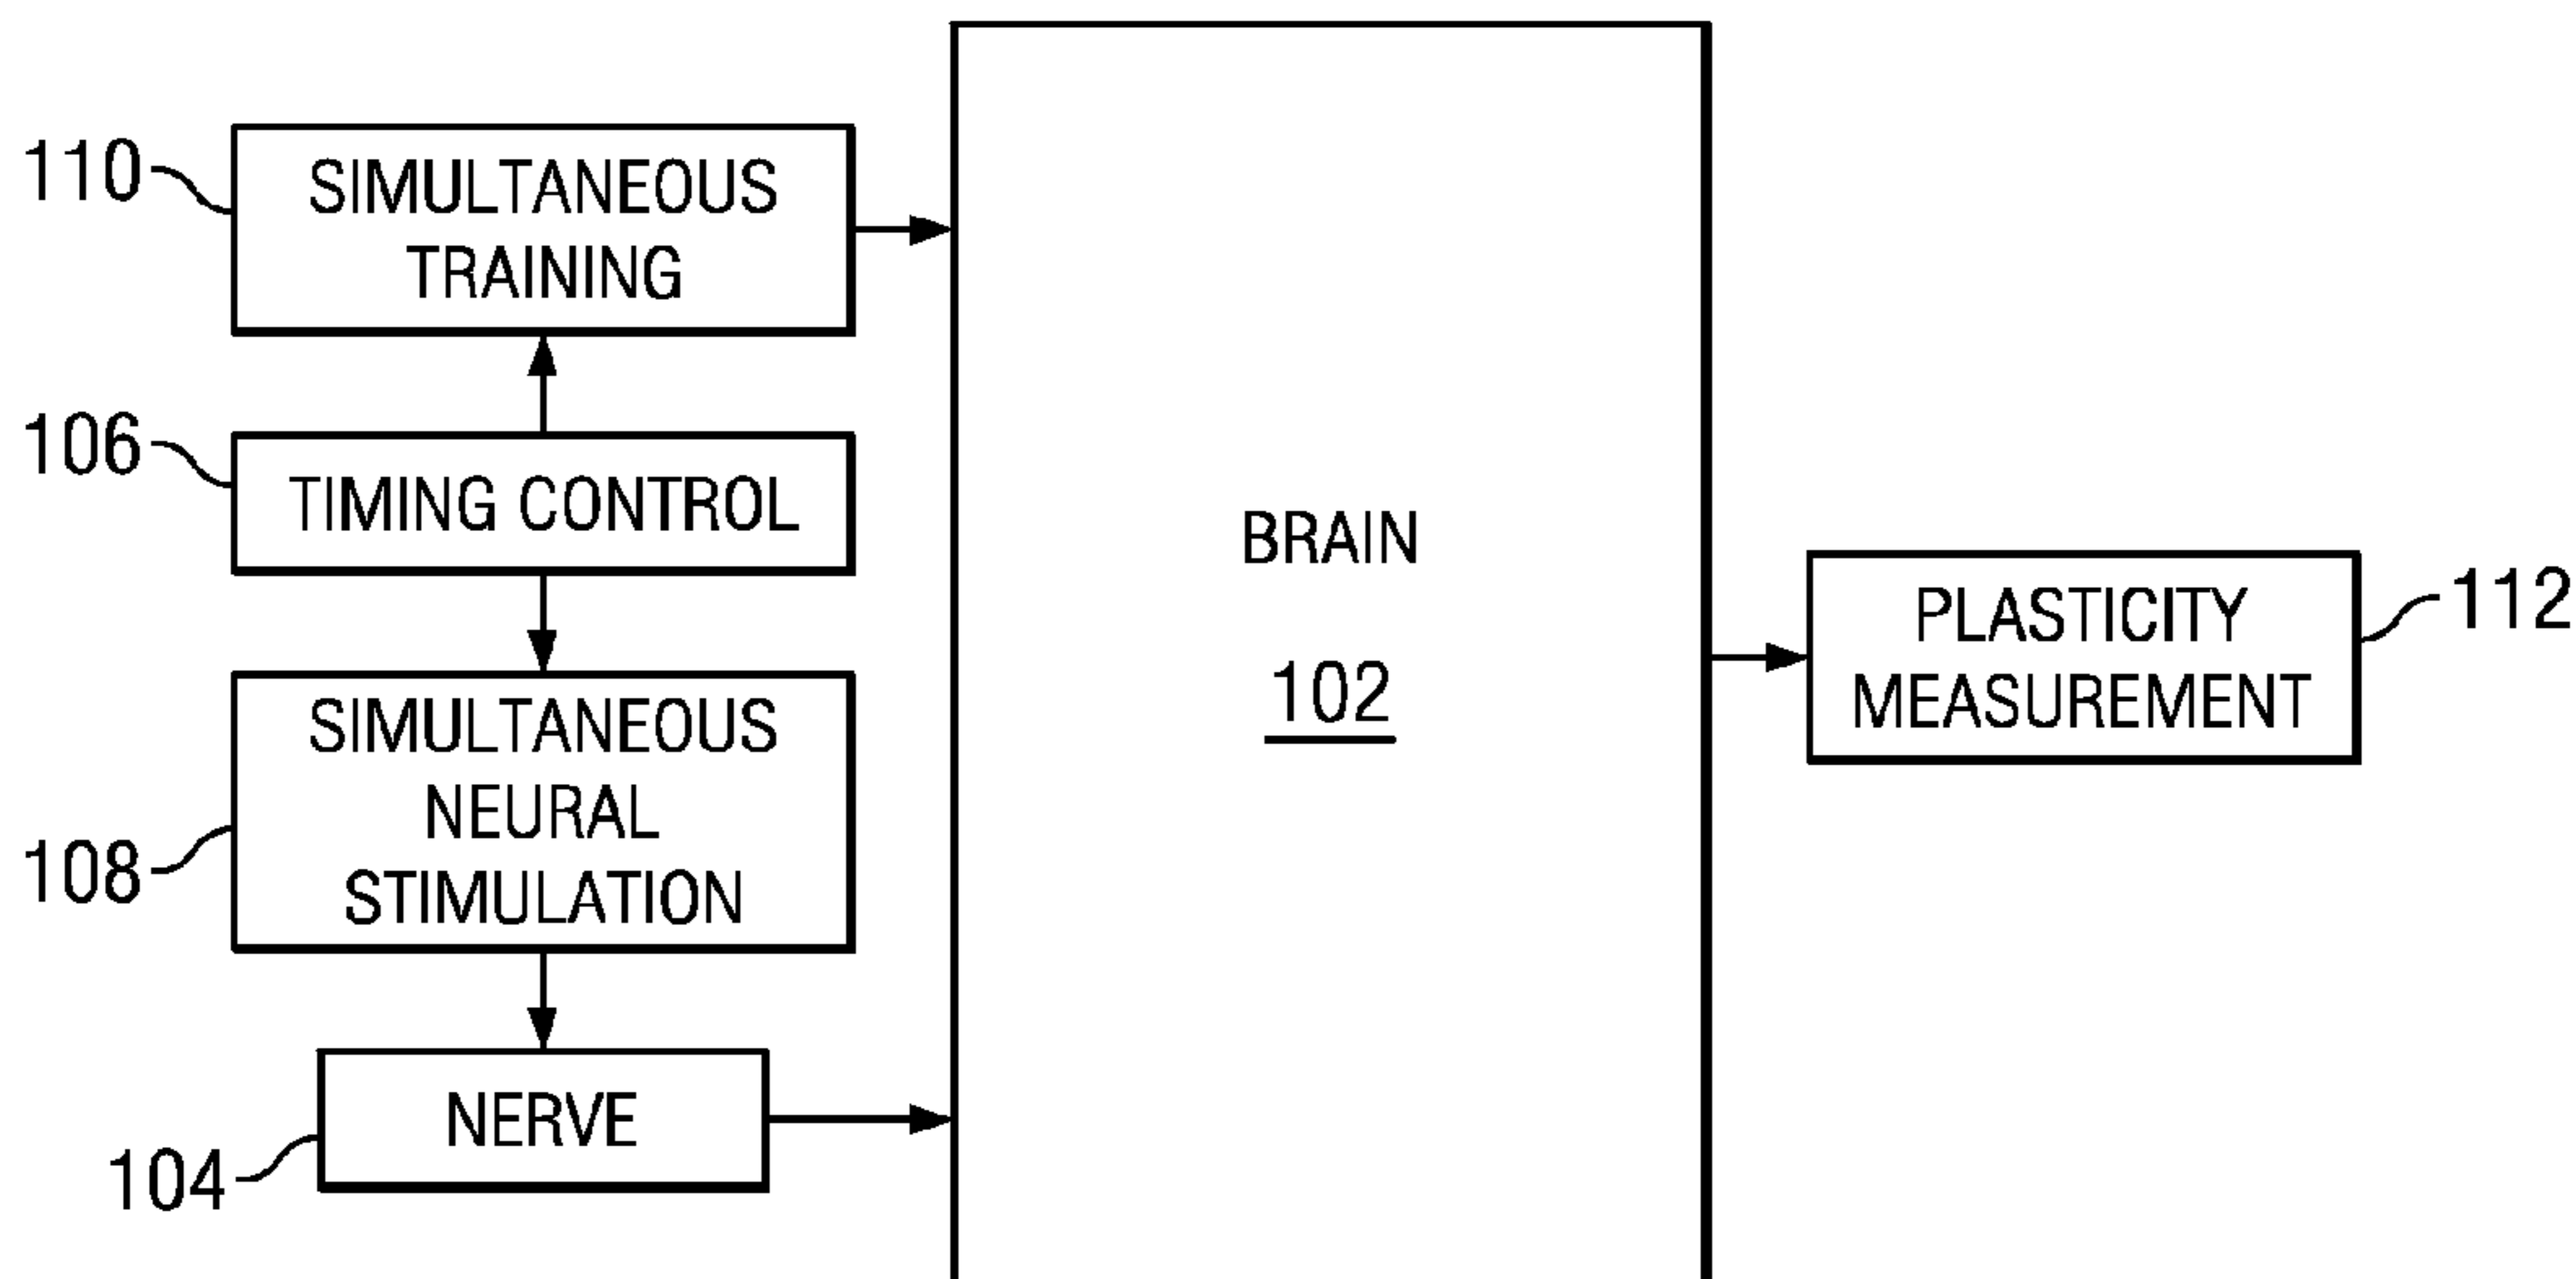 110
SIMULTANEOUS
TRAINING
106
TIMING CONTROL
108
SIMULTANEOUS
NEURAL
STIMULATION
104
NERVE
BRAIN
102
PLASTICITY
MEASUREMENT
112